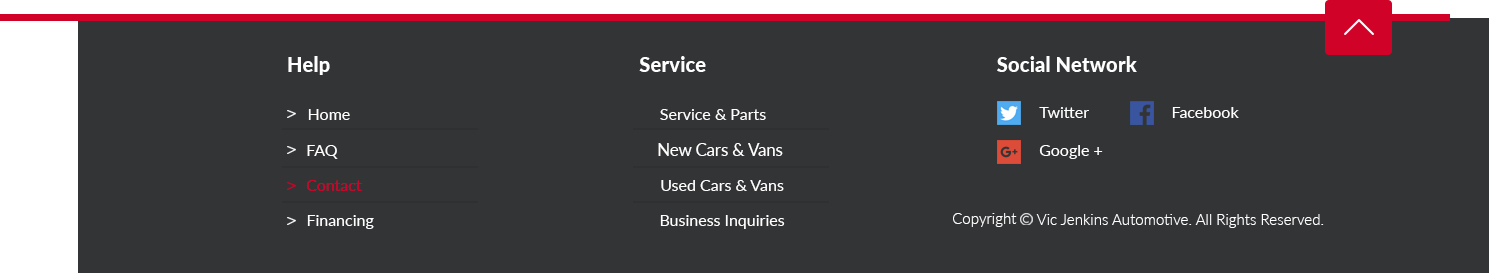 Help
> Home
> FAQ
> Contact
> Financing
Service
Service & Parts
New Cars & Vans
Used Cars & Vans
Business Inquiries
Social Network
Twitter
Facebook
G+ Google +
Copyright © Vic Jenkins Automotive. All Rights Reserved.